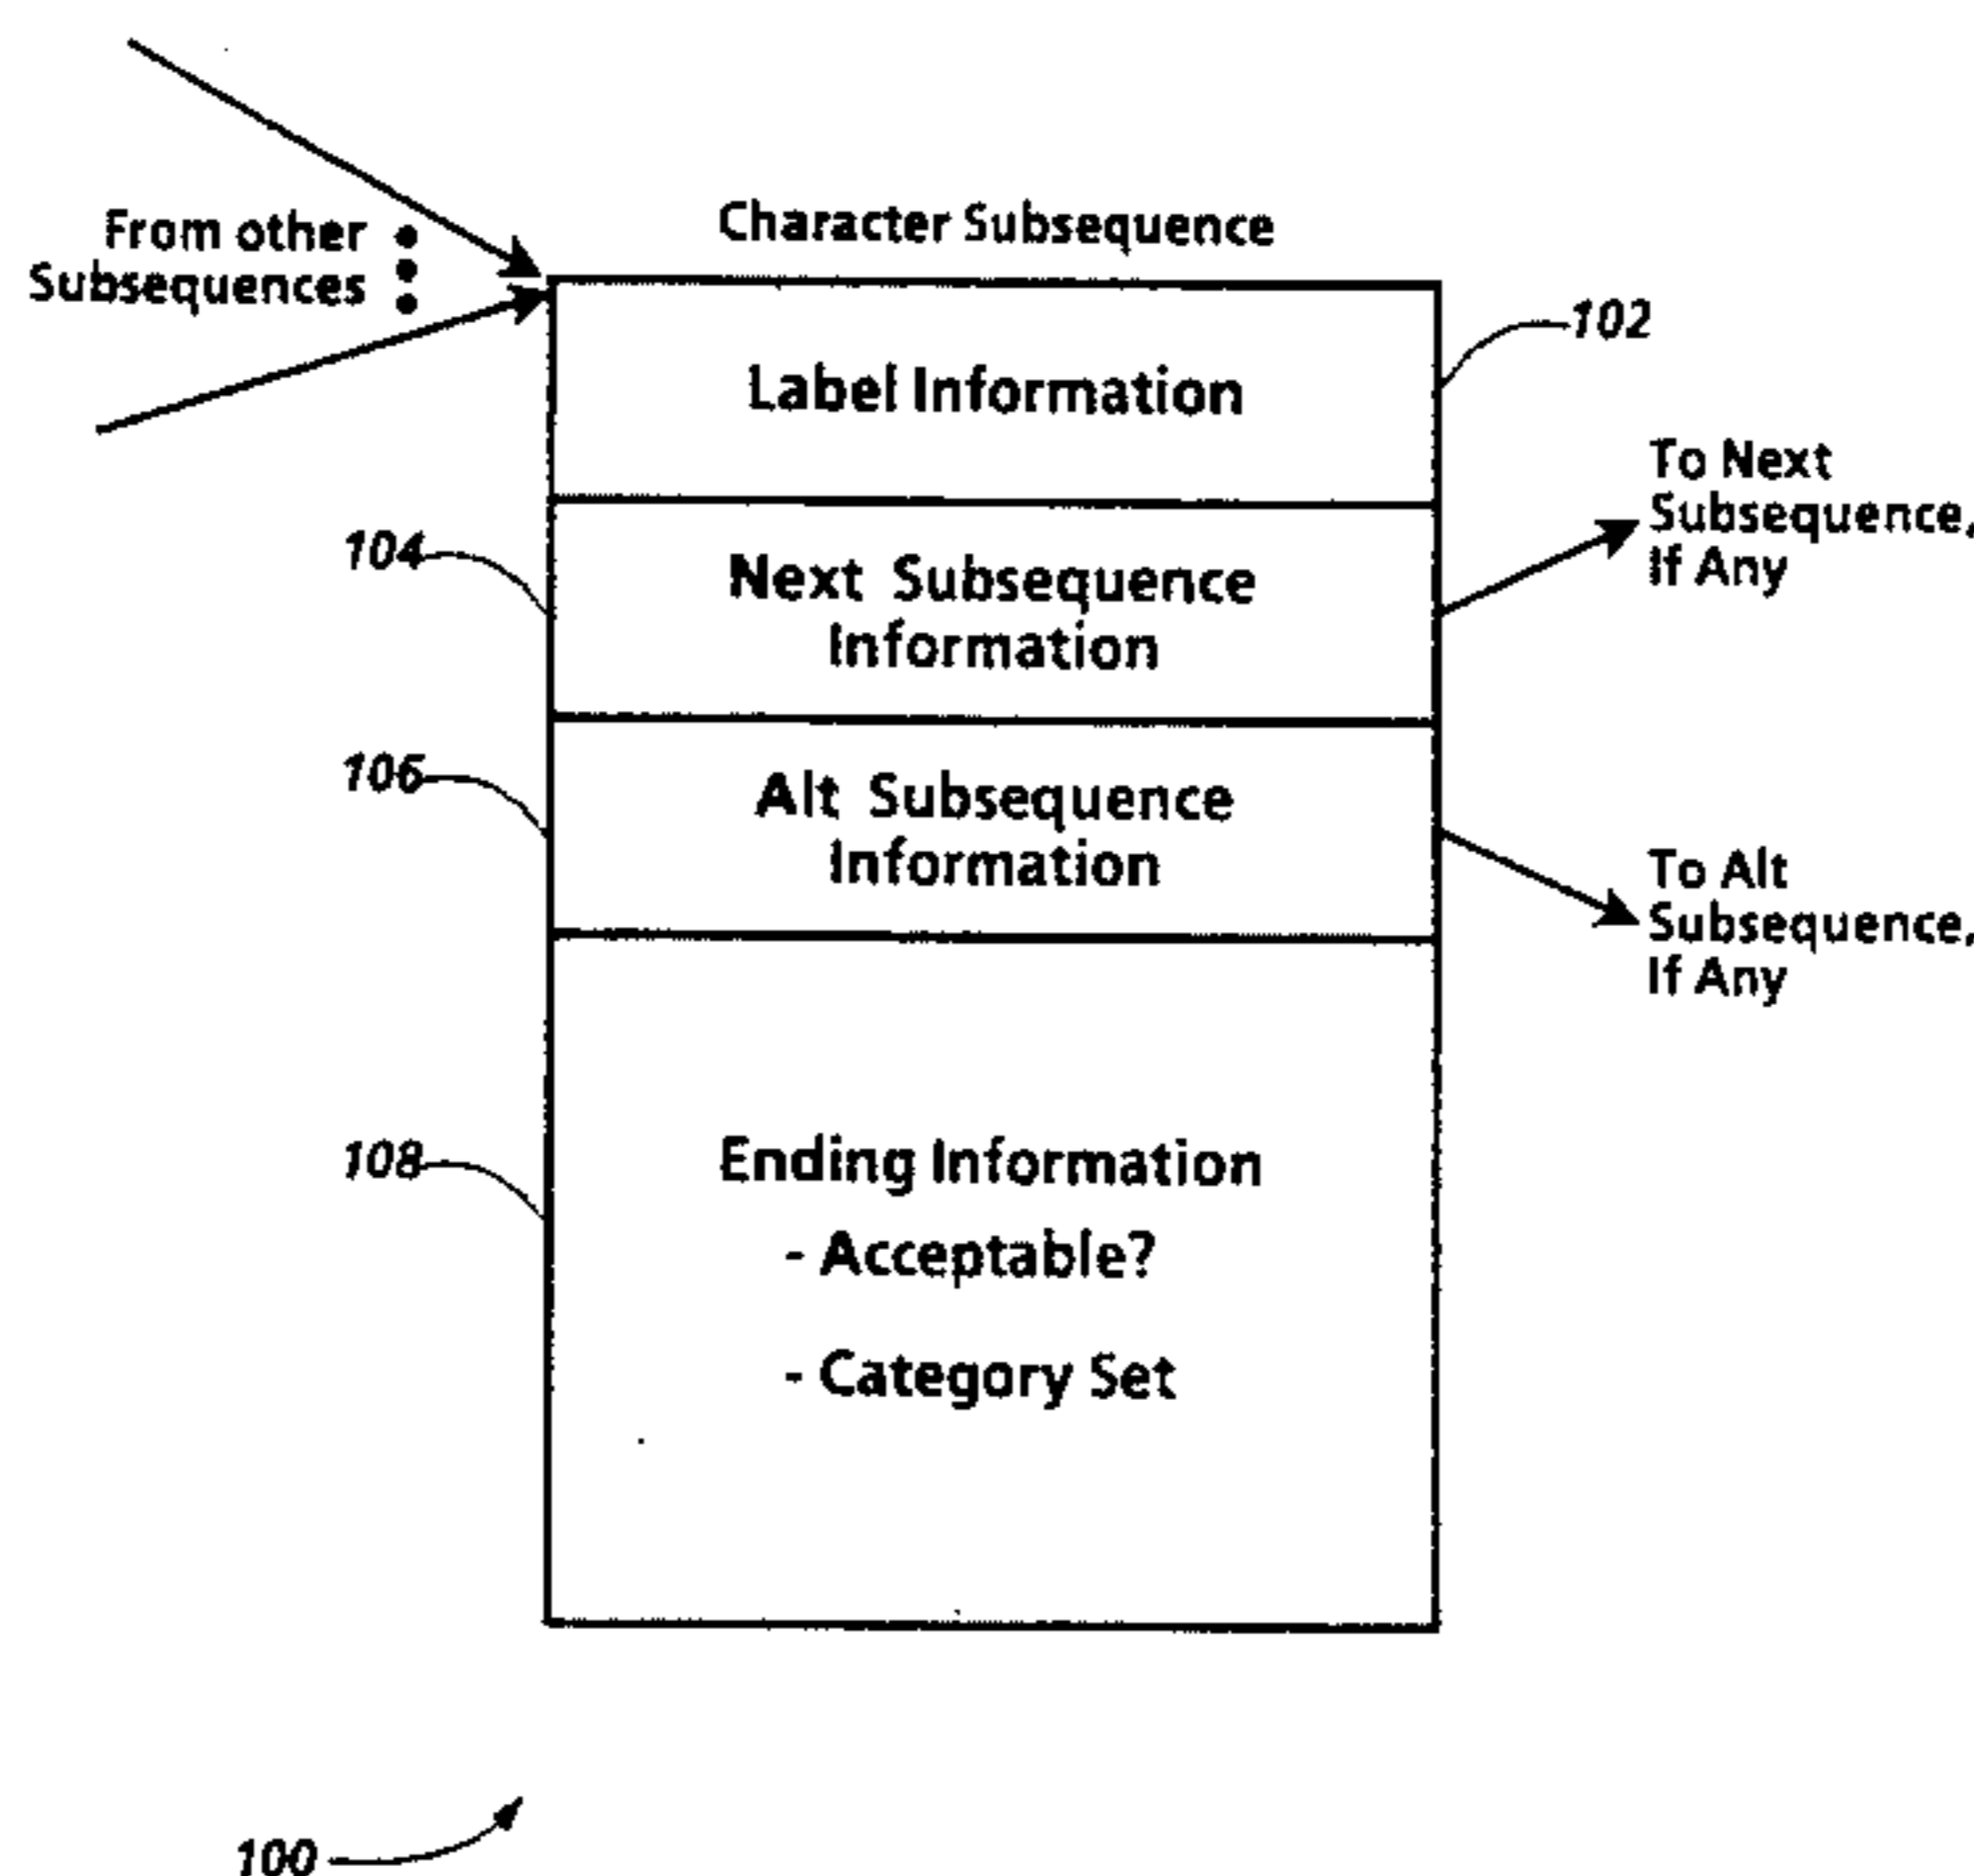 Character Subsequence
From other
Subsequences
102
Label Information
To Next
Subsequence,
If Any
104
Next Subsequence
Information
106
Alt Subsequence
Information
To Alt
Subsequence,
If Any
108
Ending Information
- Acceptable?
- Category Set
100